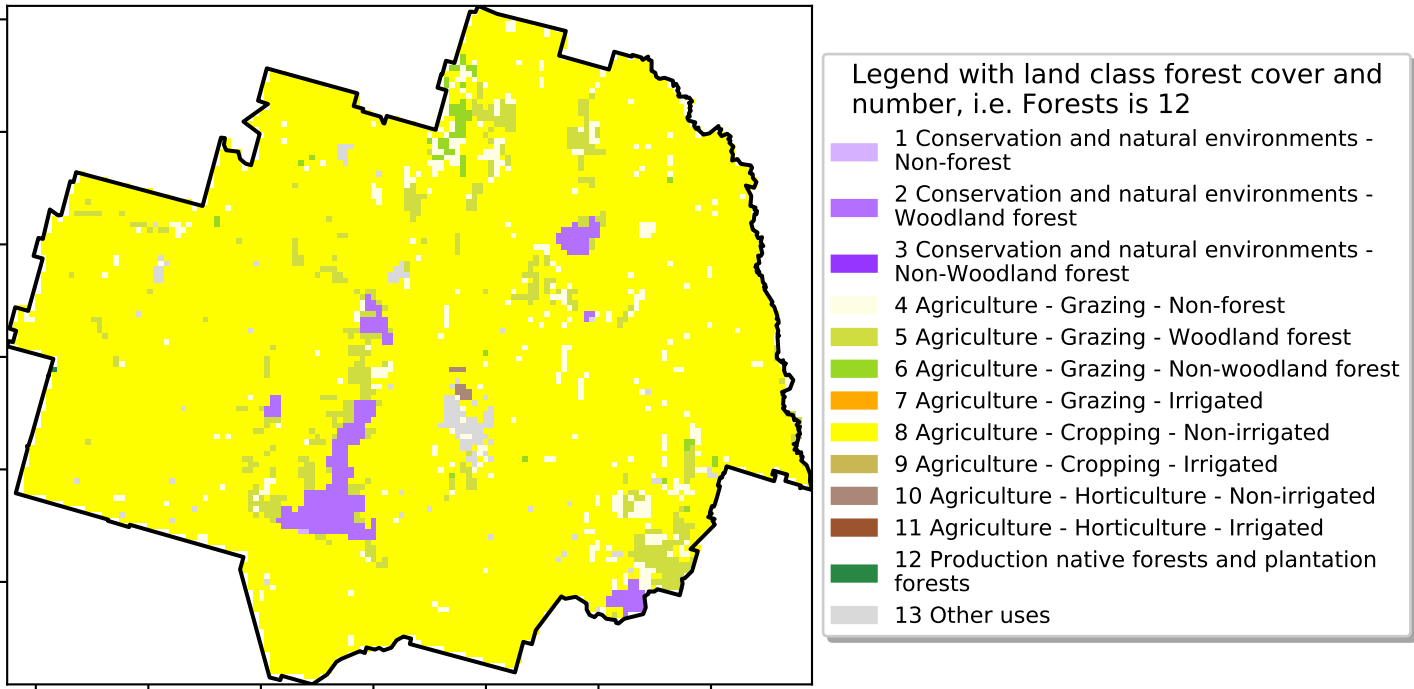 Legend with land class forest cover and
number, i.e. Forests is 12
1 Conservation and natural environments -
Non-forest
2 Conservation and natural environments -
Woodland forest
3 Conservation and natural environments -
Non-Woodland forest
4 Agriculture - Grazing - Non-forest
5 Agriculture - Grazing - Woodland forest
6 Agriculture - Grazing - Non-woodland forest
7 Agriculture - Grazing - Irrigated
8 Agriculture - Cropping - Non-irrigated
9 Agriculture - Cropping - Irrigated
10 Agriculture - Horticulture - Non-irrigated
11 Agriculture - Horticulture - Irrigated
12 Production native forests and plantation
forests
13 Other uses